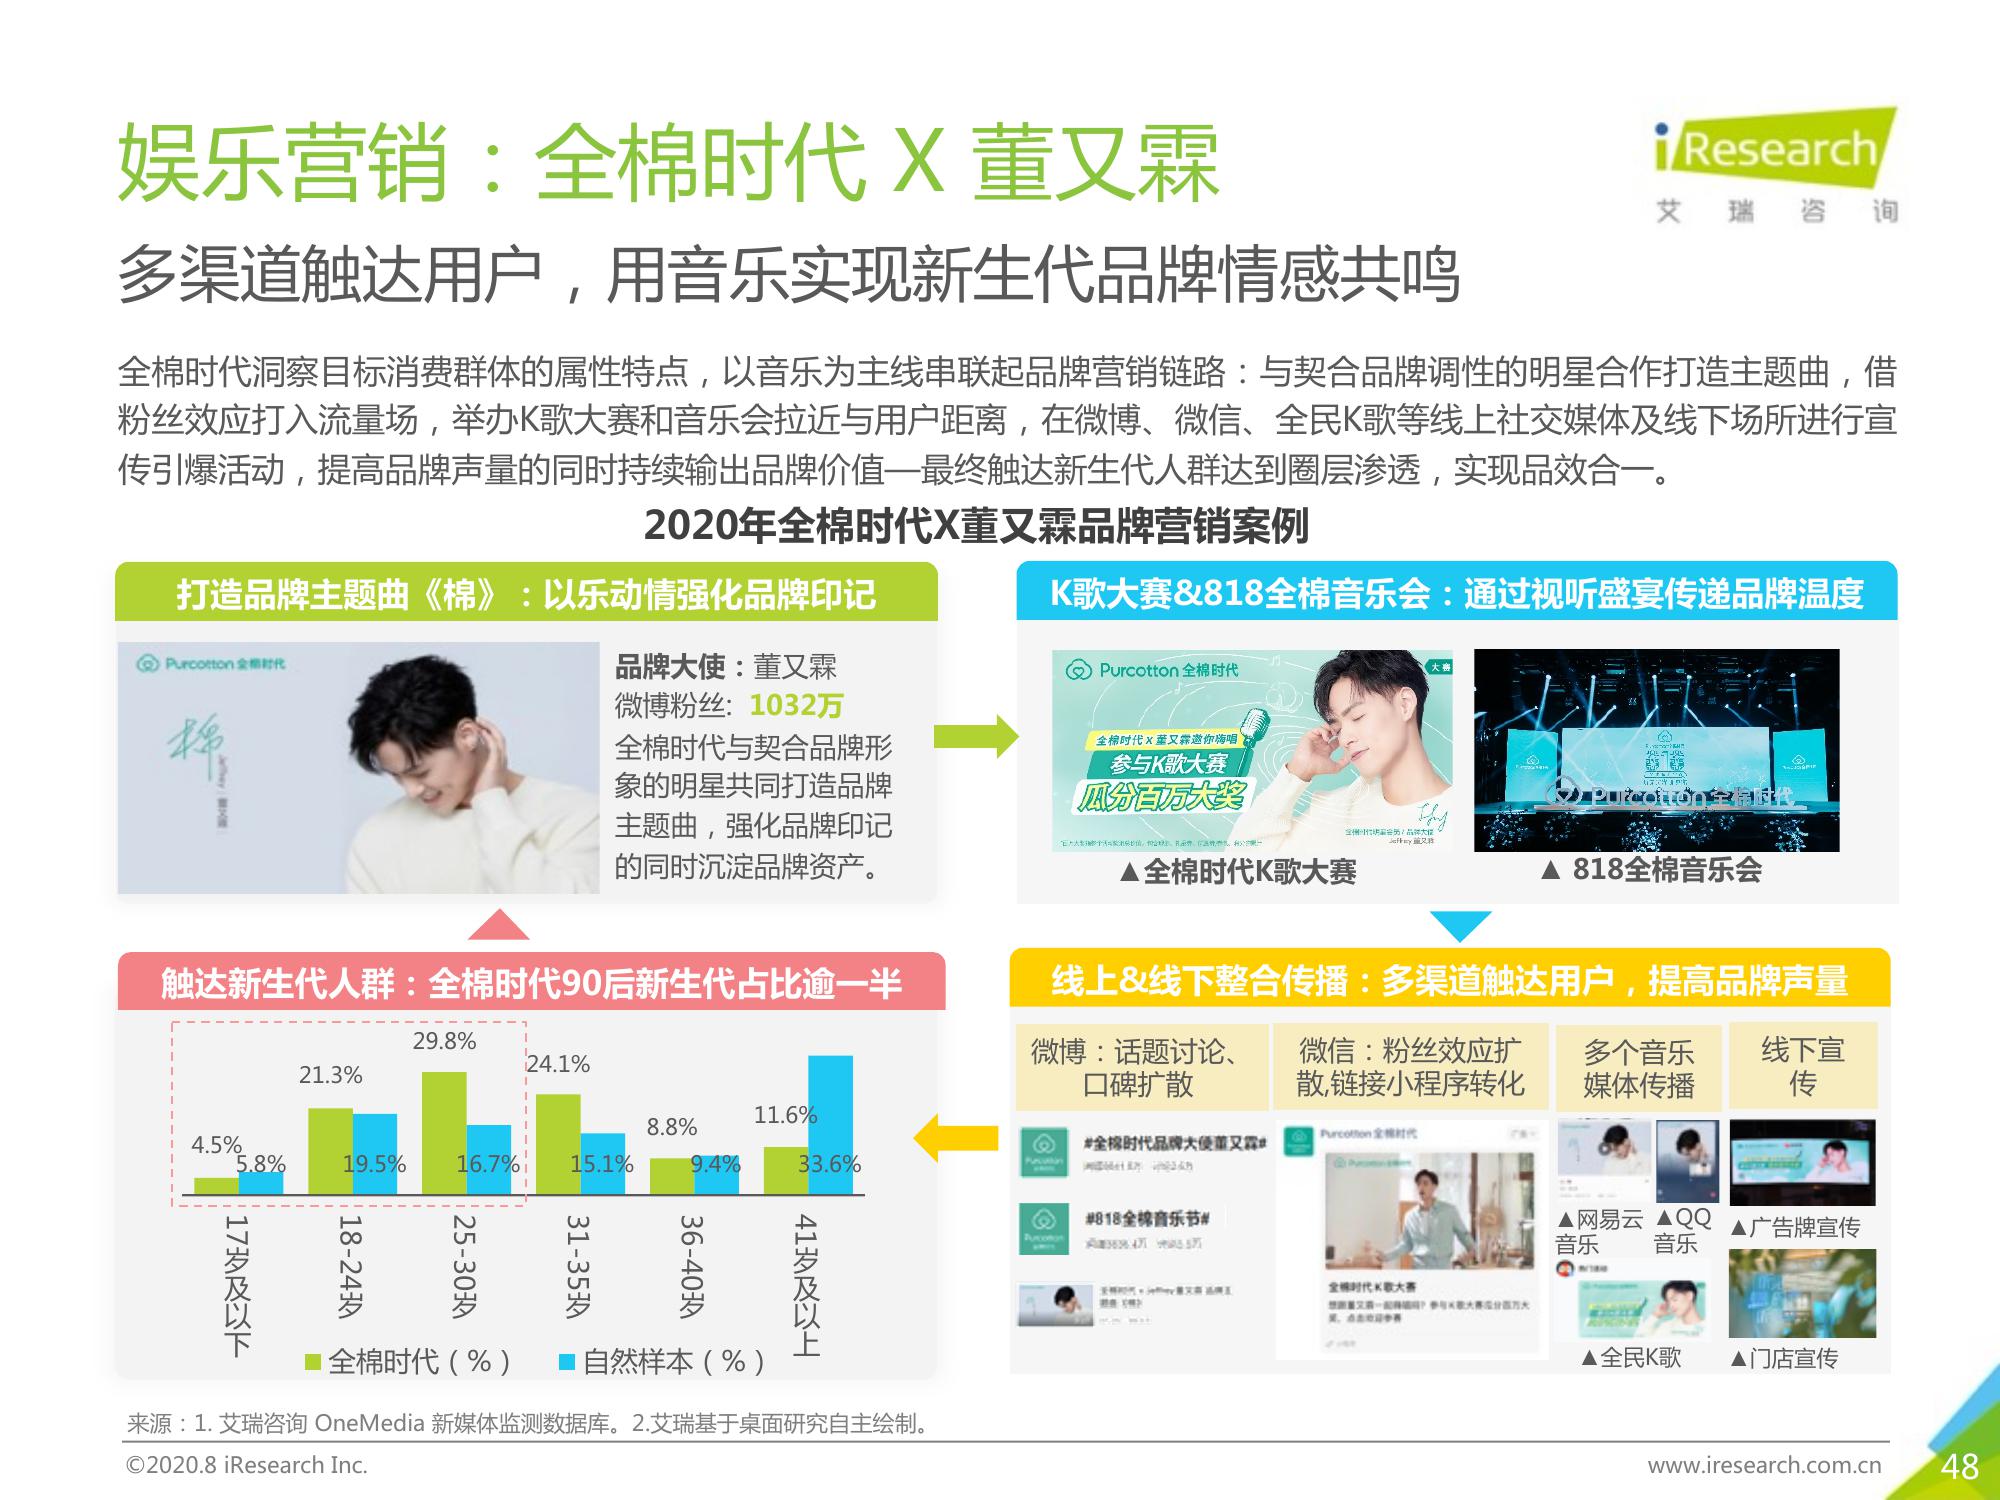 娱乐营销：全棉时代 X 董又霖
iResearch
艾瑞咨询
多渠道触达用户，用音乐实现新生代品牌情感共鸣
全棉时代洞察目标消费群体的属性特点，以音乐为主线串联起品牌营销链路：与契合品牌调性的明星合作打造主题曲，借
粉丝效应打入流量场，举办K歌大赛和音乐会拉近与用户距离，在微博、微信、全民K歌等线上社交媒体及线下场所进行宣
传引爆活动，提高品牌声量的同时持续输出品牌价值—最终触达新生代人群达到圈层渗透，实现品效合一。
2020年全棉时代X董又霖品牌营销案例
打造品牌主题曲《棉》：以乐动情强化品牌印记
Purcotton 全棉时代
棉
品牌大使：董又霖
微博粉丝: 1032万
全棉时代与契合品牌形
象的明星共同打造品牌
主题曲，强化品牌印记
的同时沉淀品牌资产。
K歌大赛&818全棉音乐会：通过视听盛宴传递品牌温度
Purcotton 全棉时代
大赛
全棉时代 x 董又霖邀你嗨唱
参与K歌大赛
瓜分百万大奖
全棉时代明星会员 / 品牌大使
Jeffrey 董又霖
Purcotton 全棉时代
▲全棉时代K歌大赛
▲ 818全棉音乐会
触达新生代人群：全棉时代90后新生代占比逾一半
29.8%
21.3%
24.1%
11.6%
8.8%
4.5%
5.8%
19.5%
16.7%
15.1%
9.4%
33.6%
17岁及以下
18-24岁
25-30岁
31-35岁
36-40岁
41岁及以上
全棉时代（%）
自然样本（%）
线上&线下整合传播：多渠道触达用户，提高品牌声量
微博：话题讨论、
口碑扩散
微信：粉丝效应扩
散,链接小程序转化
多个音乐
媒体传播
线下宣
传
#全棉时代品牌大使董又霖#
#818全棉音乐节#
Purcotton 全棉时代
全棉时代K歌大赛
▲网易云
音乐
▲QQ
音乐
▲全民K歌
▲广告牌宣传
▲门店宣传
来源：1. 艾瑞咨询 OneMedia 新媒体监测数据库。2.艾瑞基于桌面研究自主绘制。
©2020.8 iResearch Inc.
www.iresearch.com.cn
48